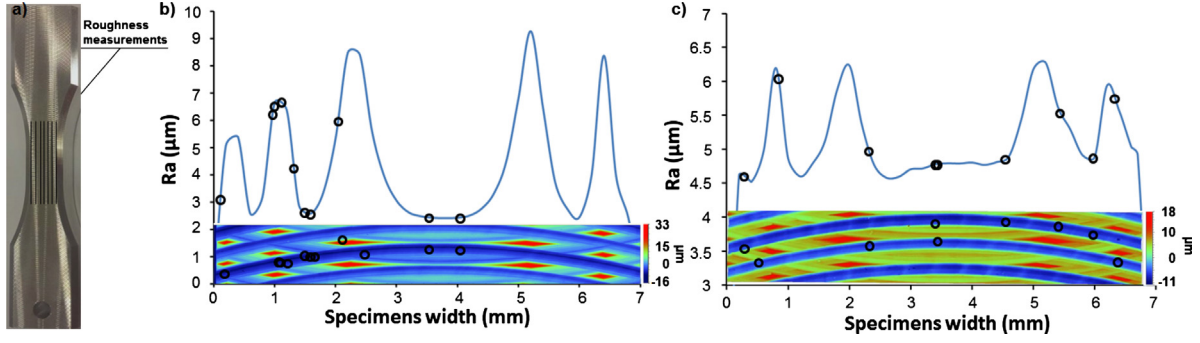 a)
Roughness
measurements
b)
Ra (µm)
10
9
8
7
6
5
4
3
2
1
0
0 1 2 3 4 5 6 7
Specimens width (mm)
33
15
0
-16
µm
c)
Ra (µm)
7
6,5
6
5,5
5
4,5
4
3,5
3
0 1 2 3 4 5 6 7
Specimens width (mm)
18
8
0
-11
µm